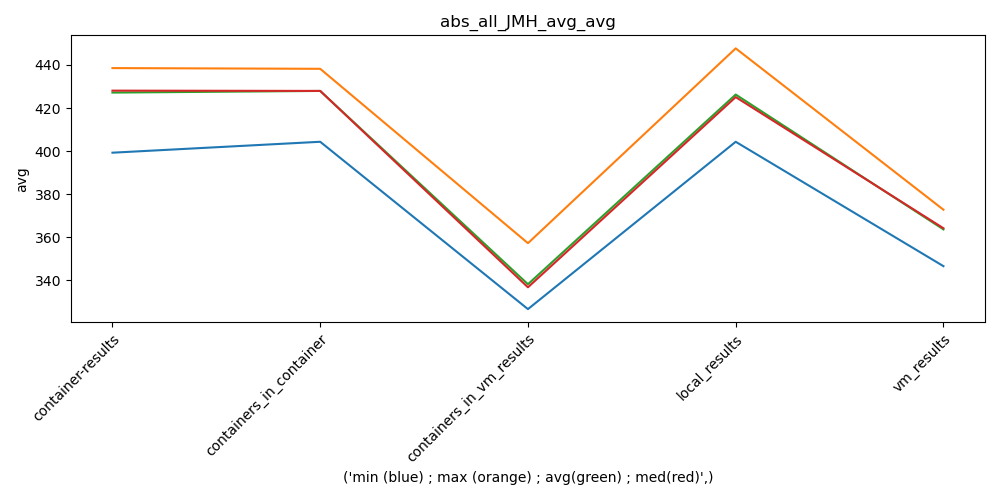 abs_all_JMH_avg_avg
440
420
400
380
360
340
avg
container-results
containers_in_container
containers_in_vm_results
local_results
vm_results
('min (blue) ; max (orange) ; avg(green) ; med(red)',)